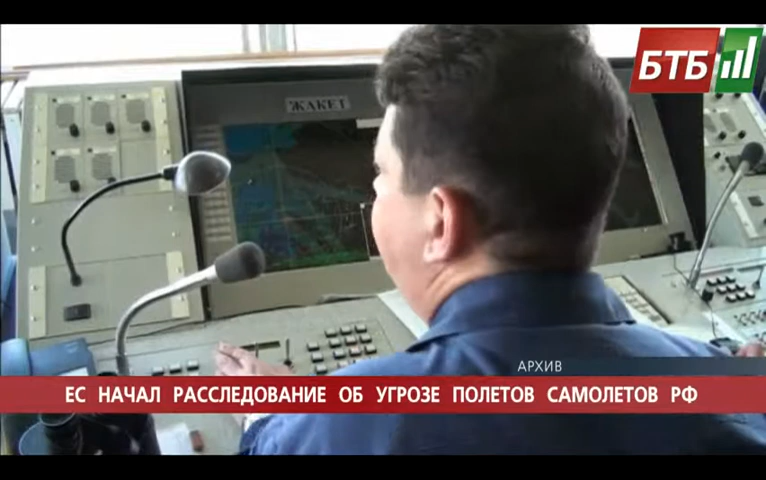 БТБ
ЖАКЕТ
АРХИВ
ЕС НАЧАЛ РАССЛЕДОВАНИЕ ОБ УГРОЗЕ ПОЛЕТОВ САМОЛЕТОВ РФ